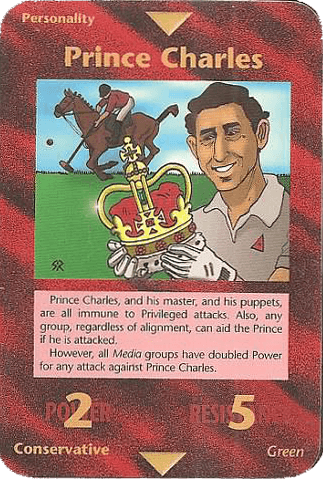 Personality
Prince Charles
Prince Charles, and his master, and his puppets,
are all immune to Privileged attacks. Also, any
group, regardless of alignment, can aid the Prince
if he is attacked.
However, all Media groups have doubled Power
for any attack against Prince Charles.
POWER 2 RESISTANCE 5
Conservative
Green